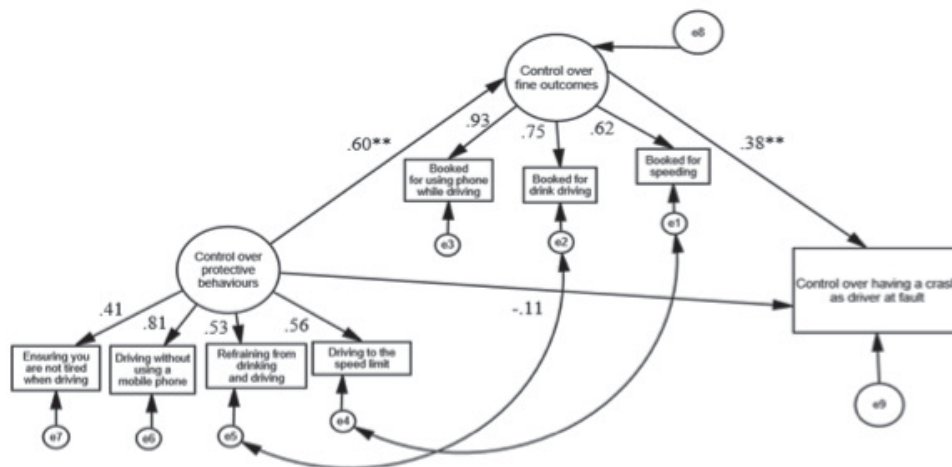 e8
Control over
fine outcomes
.60**
.93
.75
.62
.38**
Booked
for using phone
while driving
Booked for
drink driving
Booked for
speeding
e3
e2
e1
Control over
protective
behaviours
Control over having a crash
as driver at fault
-.11
.41
.81
.53
.56
Ensuring you
are not tired
when driving
Driving without
using a
mobile phone
Refraining from
drinking
and driving
Driving to the
speed limit
e7
e6
e5
e4
e9